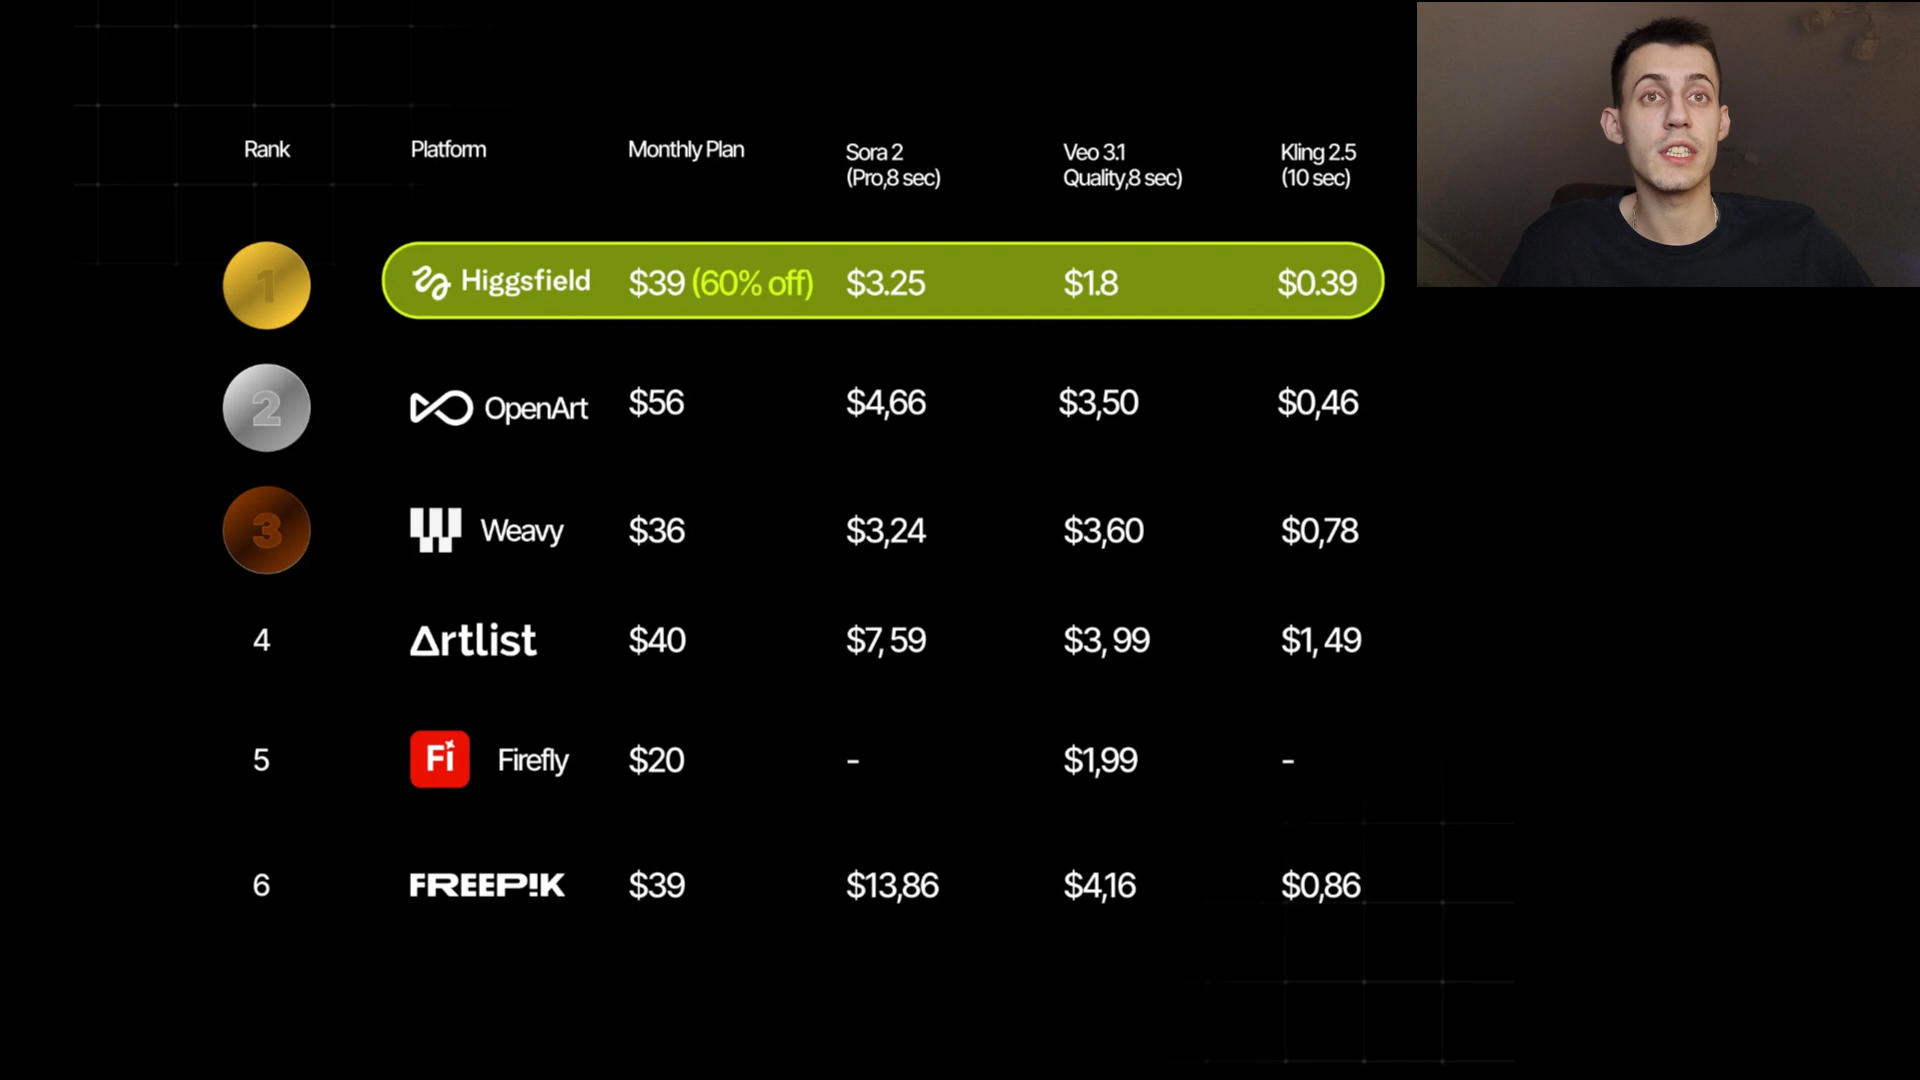 Rank Platform Monthly Plan Sora 2 (Pro,8 sec) Veo 3.1 Quality,8 sec) Kling 2.5 (10 sec)
1 Higgsfield $39 (60% off) $3.25 $1.8 $0.39
2 OpenArt $56 $4,66 $3,50 $0,46
3 Weavy $36 $3,24 $3,60 $0,78
4 Artlist $40 $7,59 $3,99 $1,49
5 Fi Firefly $20 - $1,99 -
6 FREEP!K $39 $13,86 $4,16 $0,86